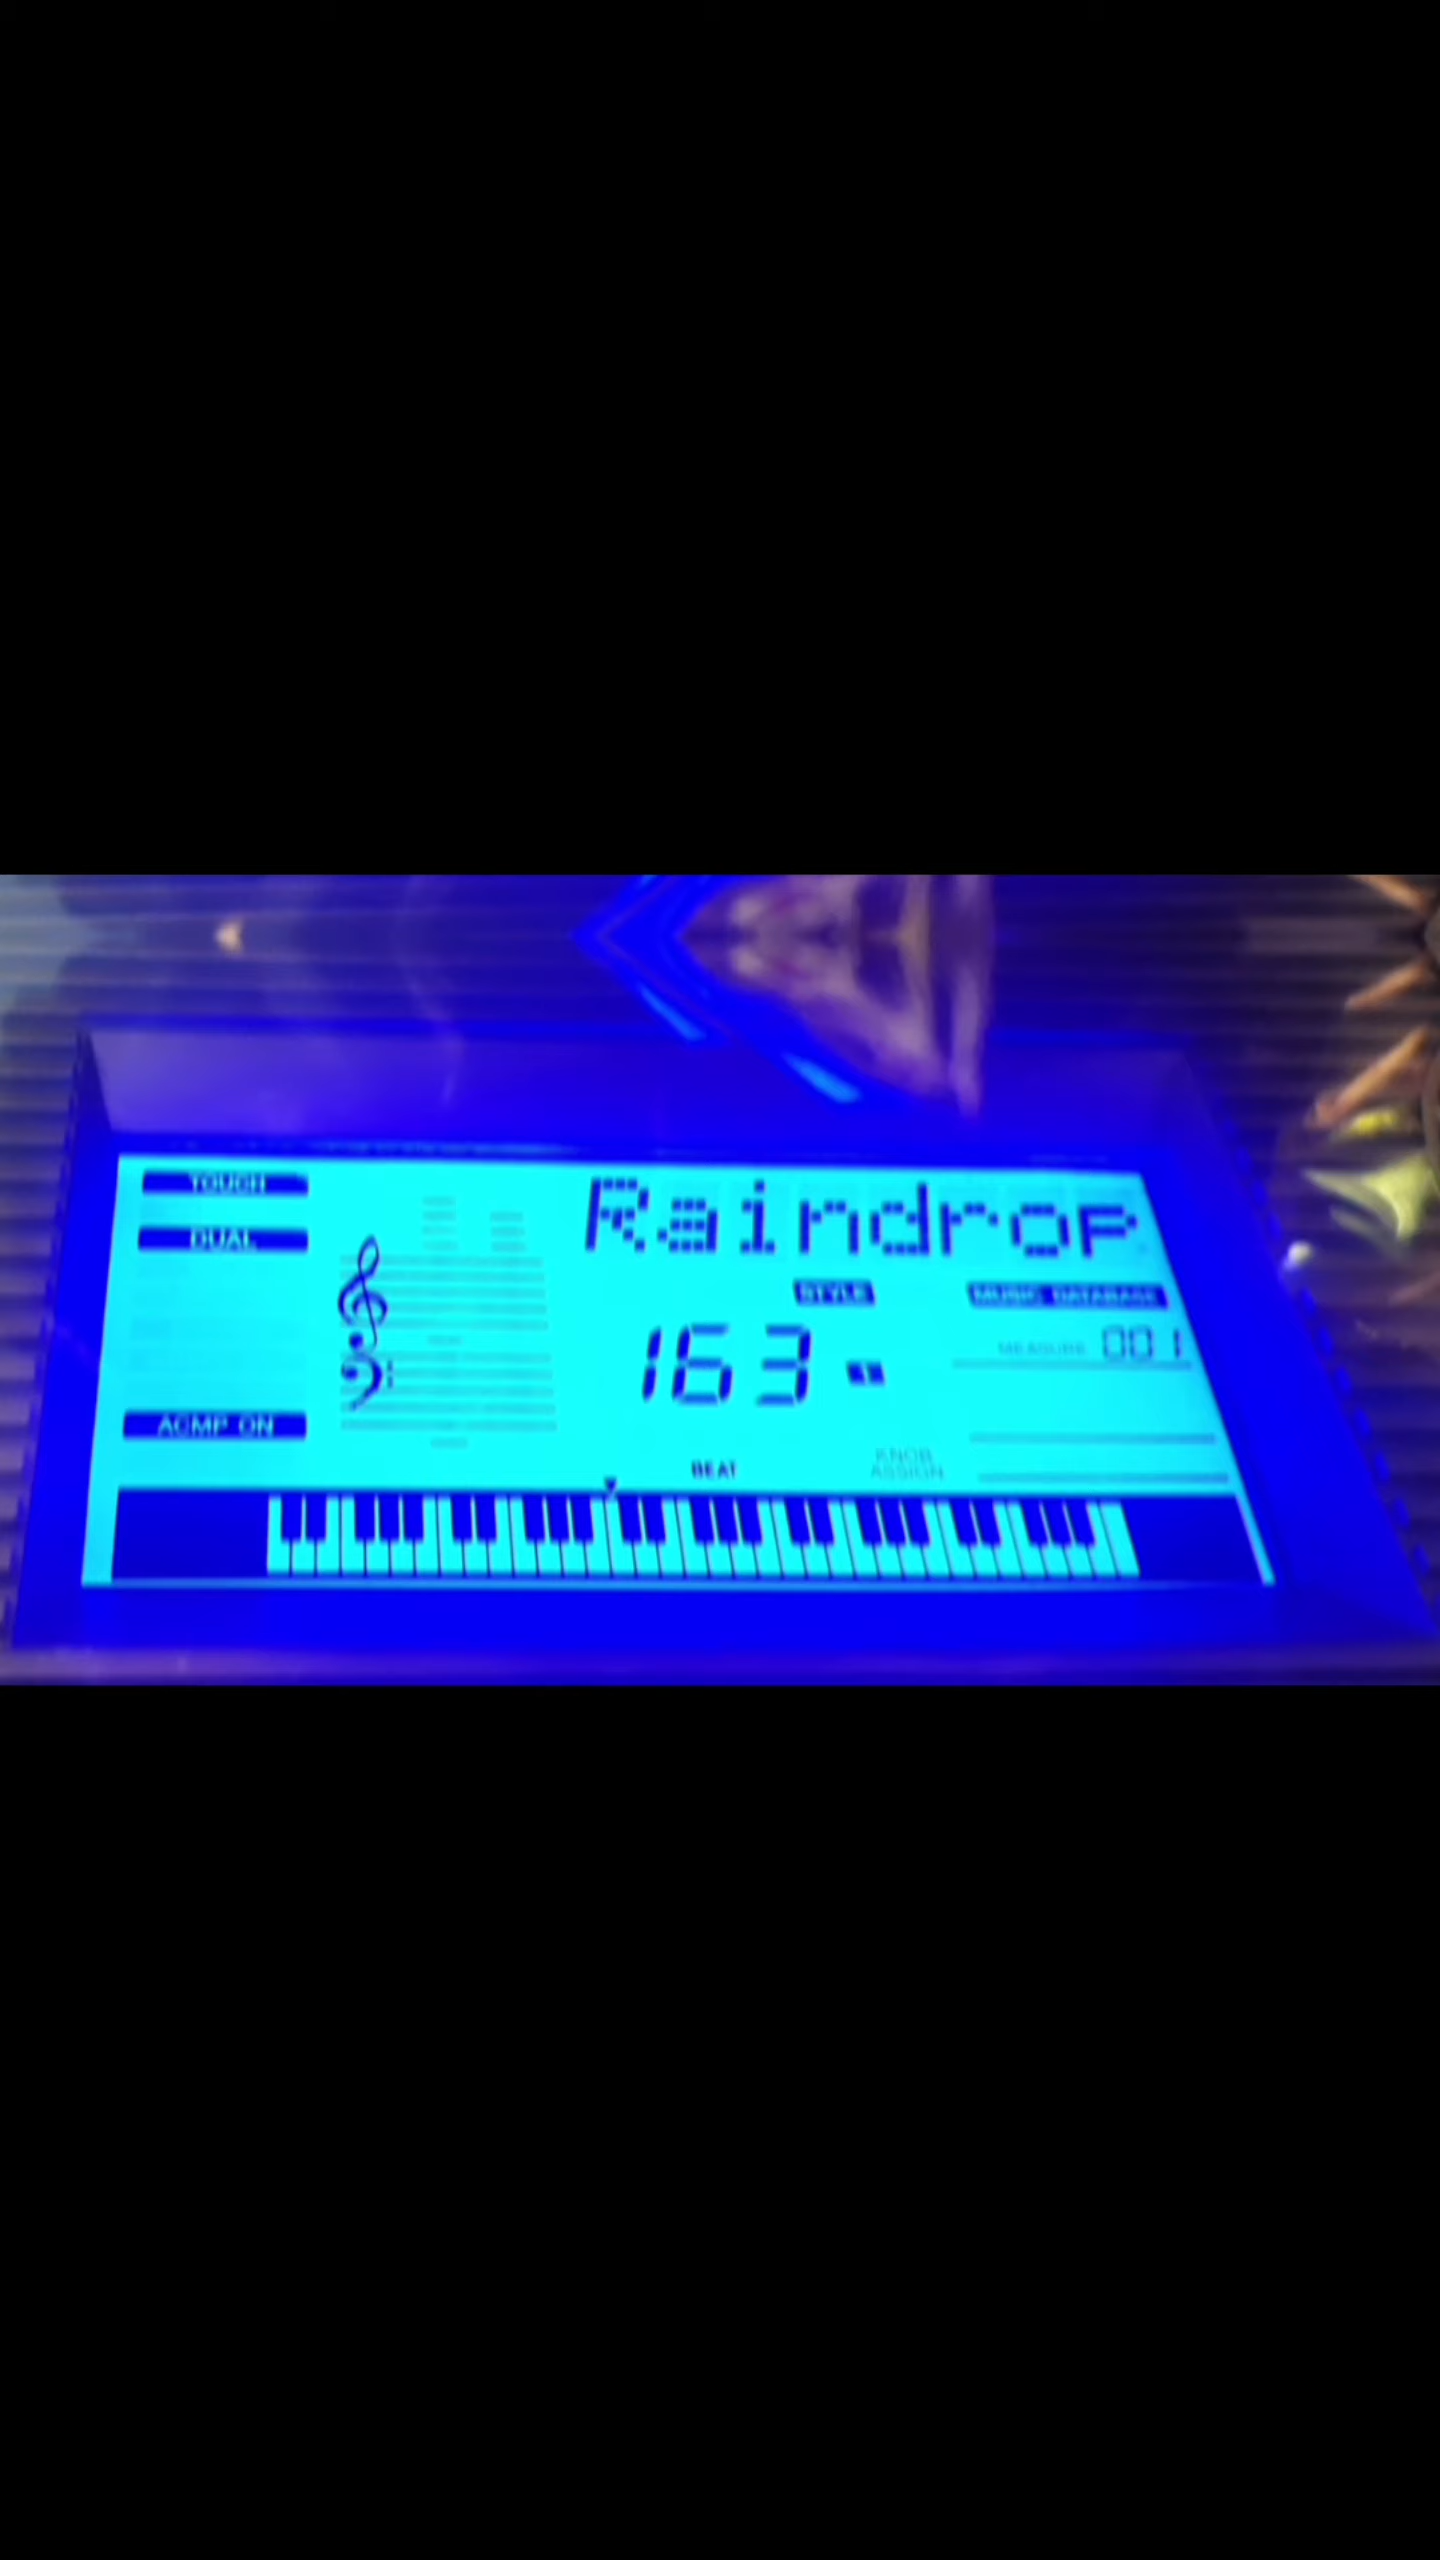 TOUCH
Raindrop
DUAL
STYLE
MUSIC DATABASE
163
MEASURE 001
ACMP ON
BEAT
KNOB
ASSIGN